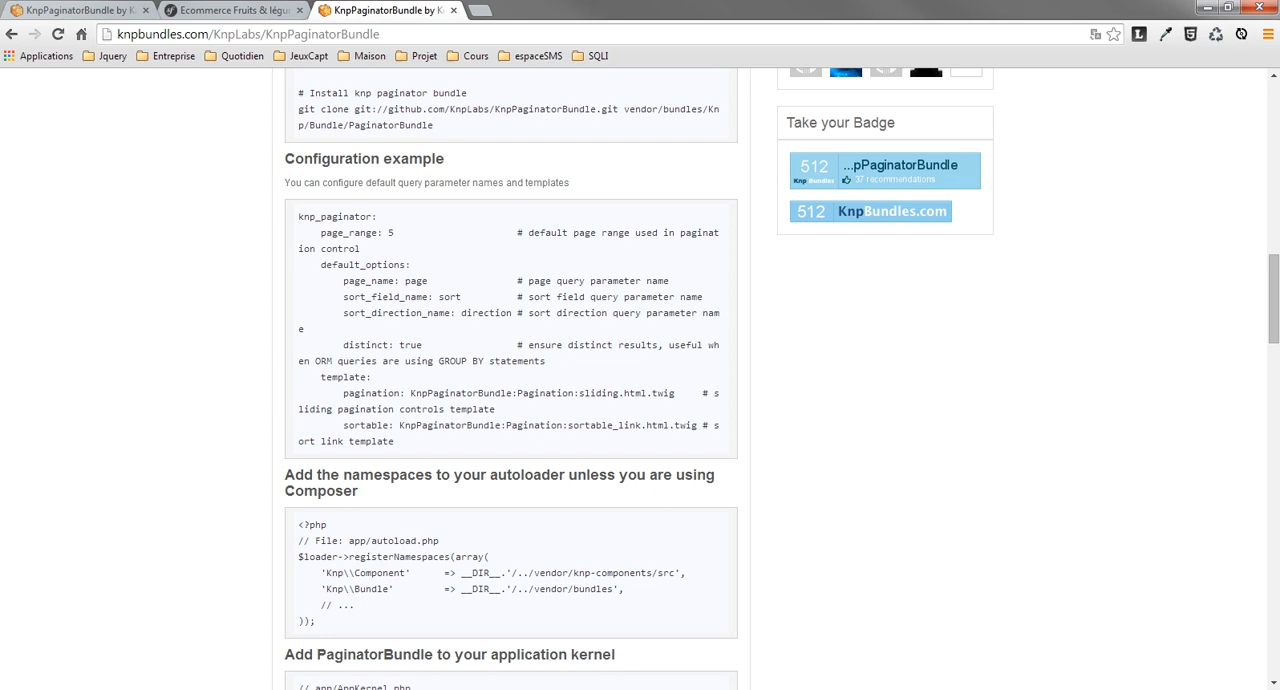 KnpPaginatorBundle by K
Ecommerce Fruits & légu
KnpPaginatorBundle by K
knpbundles.com/KnpLabs/KnpPaginatorBundle
Applications
Jquery
Entreprise
Quotidien
JeuxCapt
Maison
Projet
Cours
espaceSMS
SQLI
# Install knp paginator bundle
git clone git://github.com/KnpLabs/KnpPaginatorBundle.git vendor/bundles/Kn
p/Bundle/PaginatorBundle
Configuration example
You can configure default query parameter names and templates
knp_paginator:
page_range: 5 # default page range used in paginat
ion control
default_options:
page_name: page # page query parameter name
sort_field_name: sort # sort field query parameter name
sort_direction_name: direction # sort direction query parameter nam
e
distinct: true # ensure distinct results, useful wh
en ORM queries are using GROUP BY statements
template:
pagination: KnpPaginatorBundle:Pagination:sliding.html.twig # s
liding pagination controls template
sortable: KnpPaginatorBundle:Pagination:sortable_link.html.twig # s
ort link template
Add the namespaces to your autoloader unless you are using
Composer
<?php
// File: app/autoload.php
$loader->registerNamespaces(array(
'Knp\\Component' => __DIR__.'/../vendor/knp-components/src',
'Knp\\Bundle' => __DIR__.'/../vendor/bundles',
// ...
));
Add PaginatorBundle to your application kernel
// app/AppKernel.php
Take your Badge
512 ...pPaginatorBundle
Knp Bundles 37 recommendations
512 KnpBundles.com